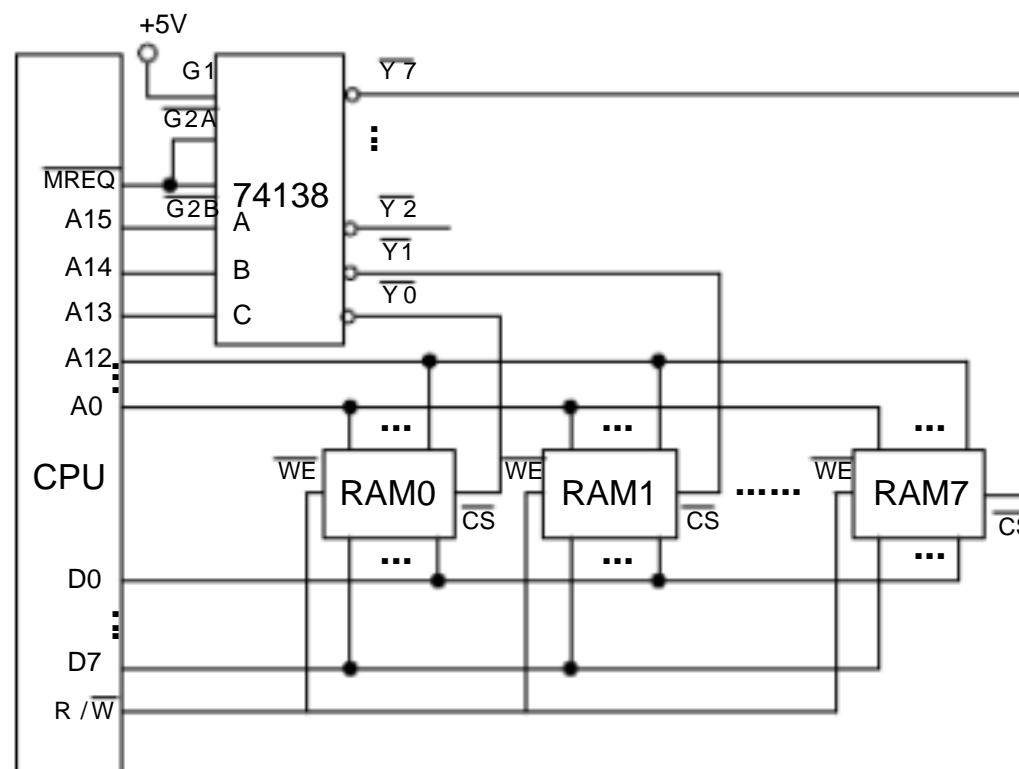 +5V
G1
Y7
G2A
MREQ
74138
G2B
Y2
A15
A
Y1
A14
B
Y0
A13
C
A12
A0
...
...
...
WE
WE
WE
CPU
RAM0
RAM1
......
RAM7
CS
CS
CS
...
...
...
D0
D7
R/W